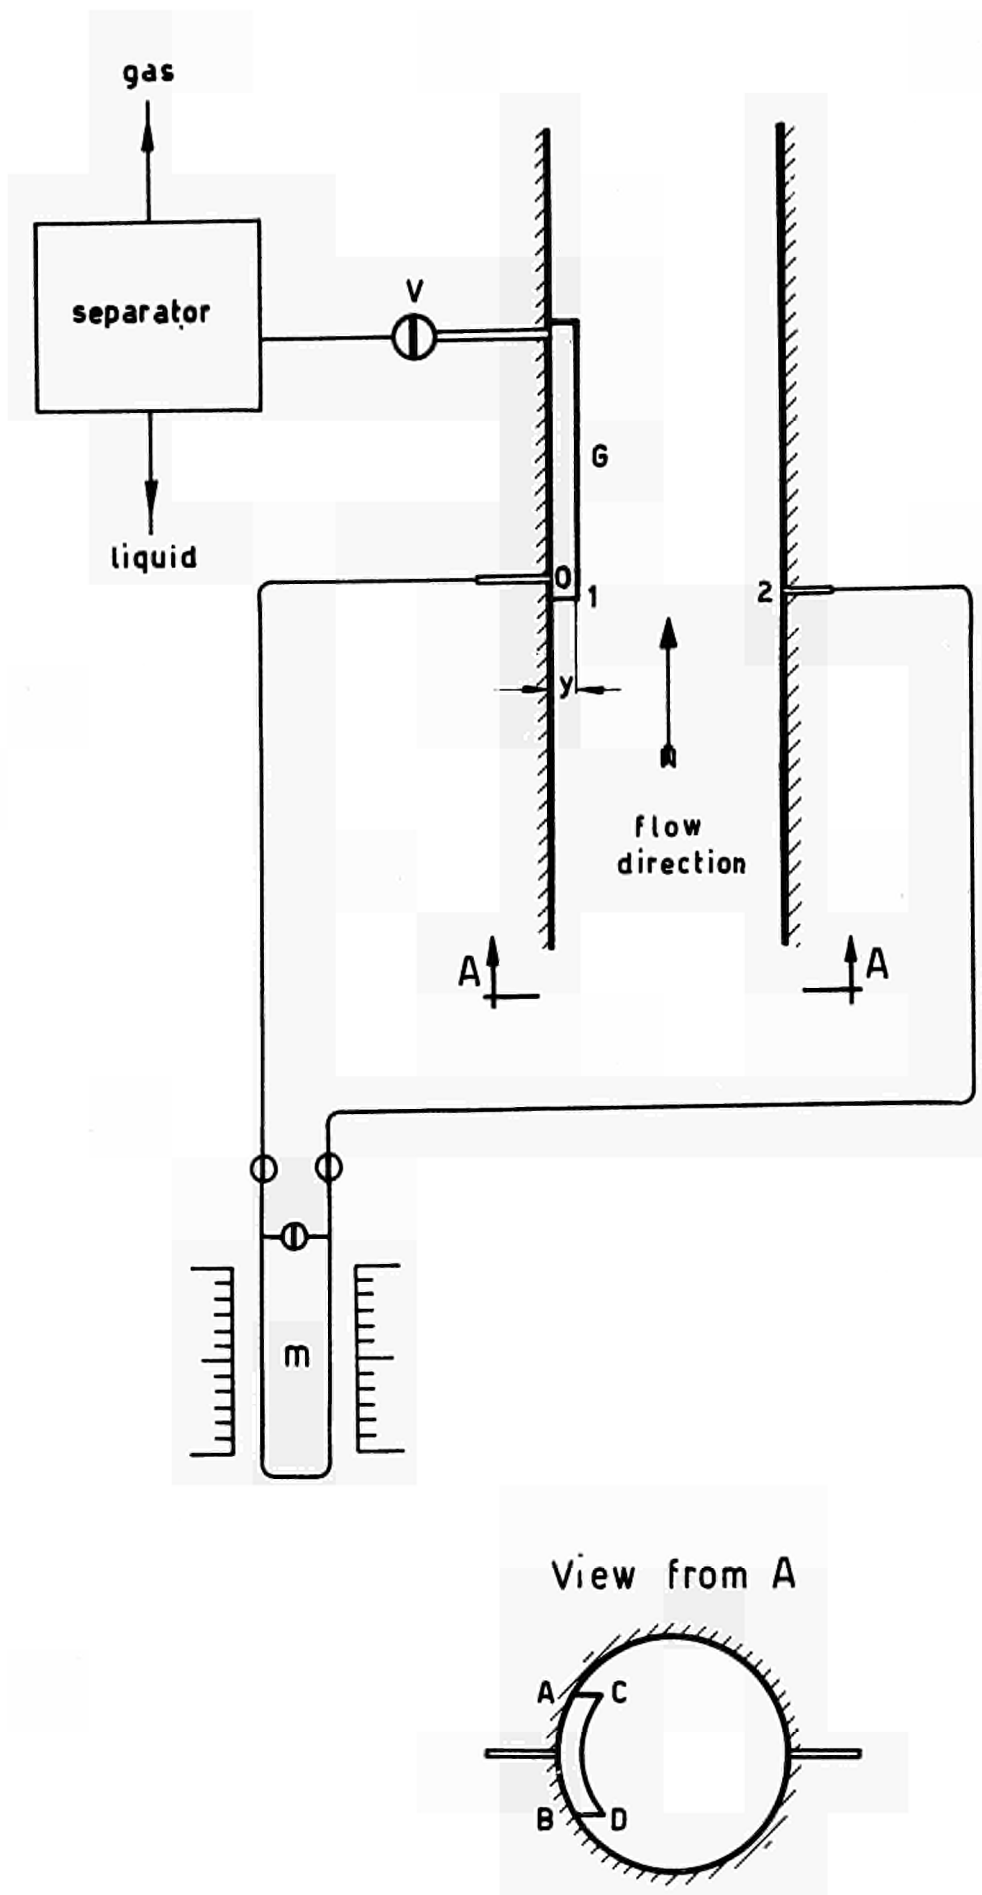 gas
V
separator
G
liquid
0
1
2
y
flow
direction
A
A
m
View from A
A C
B D